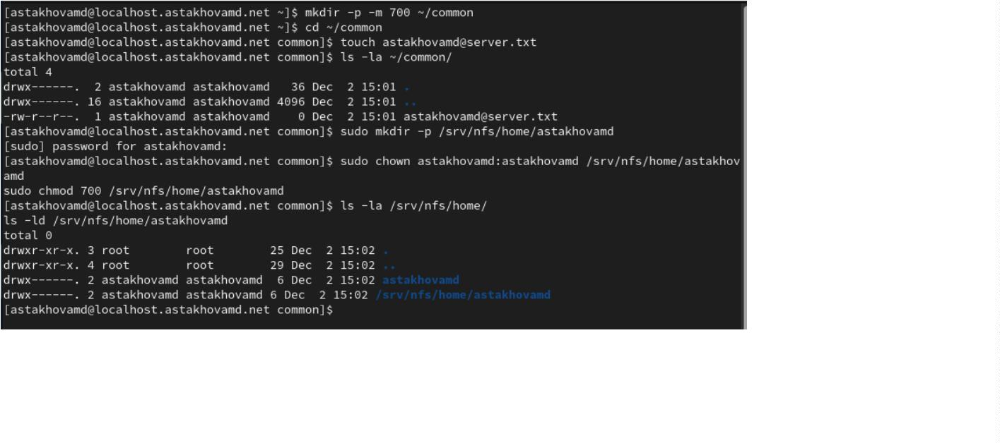 [astakhovamd@localhost.astakhovamd.net ~]$ mkdir -p -m 700 ~/common
[astakhovamd@localhost.astakhovamd.net ~]$ cd ~/common
[astakhovamd@localhost.astakhovamd.net common]$ touch astakhovamd@server.txt
[astakhovamd@localhost.astakhovamd.net common]$ ls -la ~/common/
total 4
drwx------.  2 astakhovamd astakhovamd   36 Dec  2 15:01 .
drwx------. 16 astakhovamd astakhovamd 4096 Dec  2 15:01 ..
-rw-r--r--.  1 astakhovamd astakhovamd    0 Dec  2 15:01 astakhovamd@server.txt
[astakhovamd@localhost.astakhovamd.net common]$ sudo mkdir -p /srv/nfs/home/astakhovamd
[sudo] password for astakhovamd:
[astakhovamd@localhost.astakhovamd.net common]$ sudo chown astakhovamd:astakhovamd /srv/nfs/home/astakhov
amd
sudo chmod 700 /srv/nfs/home/astakhovamd
[astakhovamd@localhost.astakhovamd.net common]$ ls -la /srv/nfs/home/
ls -ld /srv/nfs/home/astakhovamd
total 0
drwxr-xr-x. 3 root        root        25 Dec  2 15:02 .
drwxr-xr-x. 4 root        root        29 Dec  2 15:02 ..
drwx------. 2 astakhovamd astakhovamd  6 Dec  2 15:02 astakhovamd
drwx------. 2 astakhovamd astakhovamd 6 Dec  2 15:02 /srv/nfs/home/astakhovamd
[astakhovamd@localhost.astakhovamd.net common]$